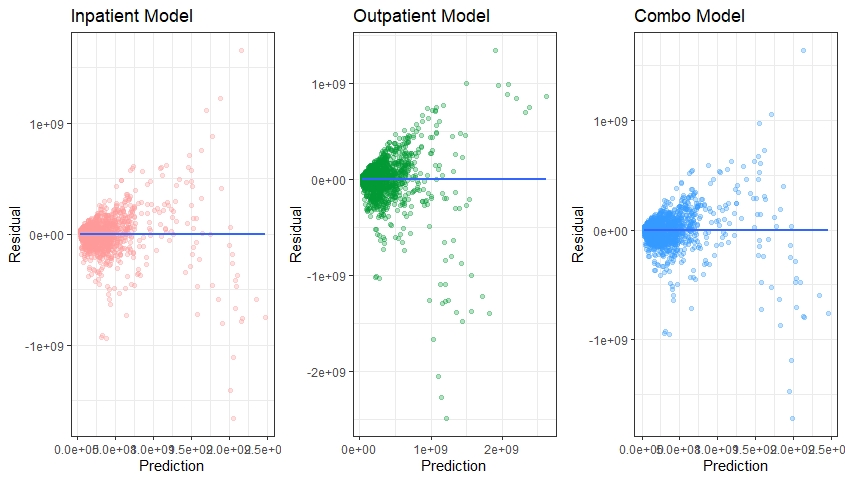 Inpatient Model
Outpatient Model
Combo Model
1e+09
0e+00
-1e+09
Residual
Prediction
1e+09
0e+00
-1e+09
-2e+09
Residual
0e+00 1e+09 2e+09
Prediction
1e+09
0e+00
-1e+09
Residual
Prediction